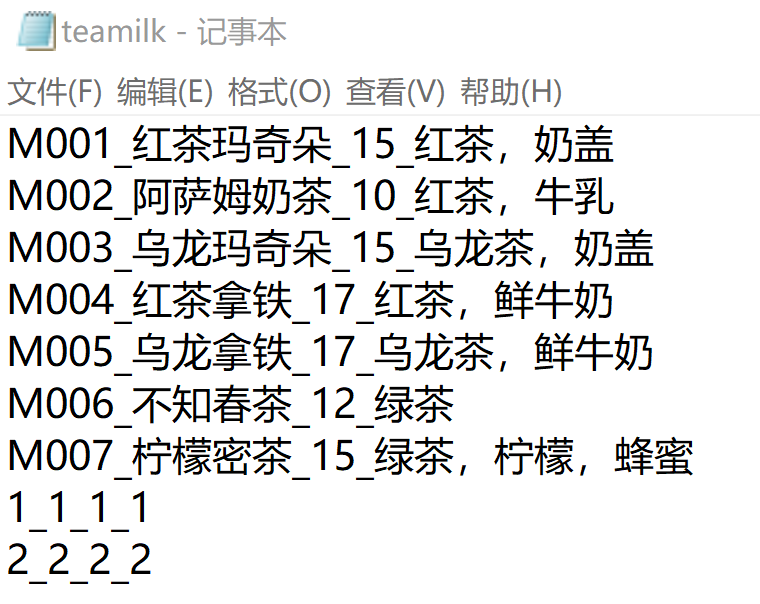 teamilk - 记事本
文件(F) 编辑(E) 格式(O) 查看(V) 帮助(H)
M001_红茶玛奇朵_15_红茶，奶盖
M002_阿萨姆奶茶_10_红茶，牛乳
M003_乌龙玛奇朵_15_乌龙茶，奶盖
M004_红茶拿铁_17_红茶，鲜牛奶
M005_乌龙拿铁_17_乌龙茶，鲜牛奶
M006_不知春茶_12_绿茶
M007_柠檬密茶_15_绿茶，柠檬，蜂蜜
1_1_1_1
2_2_2_2